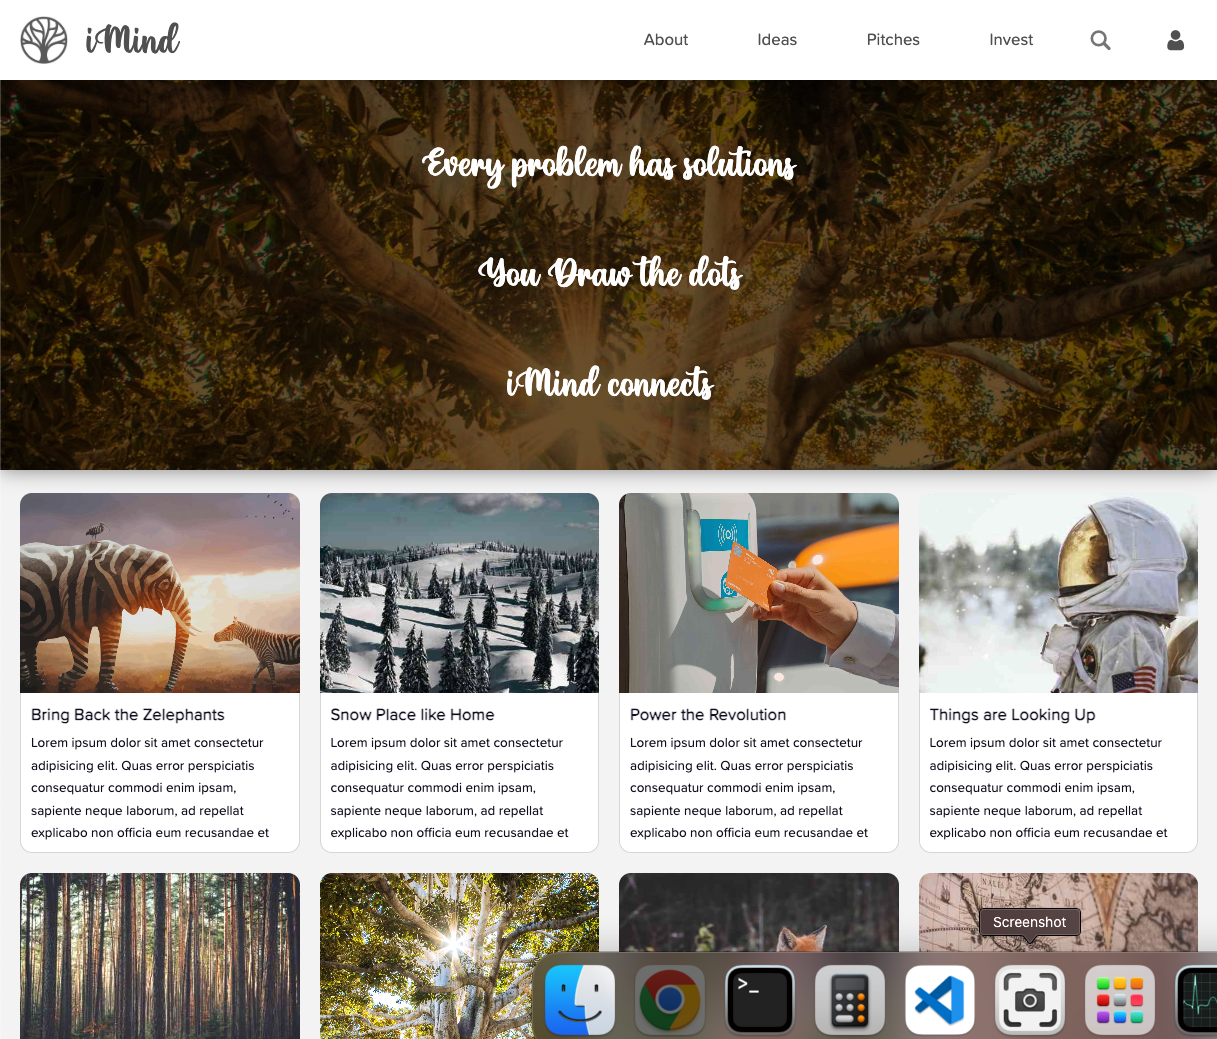 iMind
About
Ideas
Pitches
Invest
Every problem has solutions
You Draw the dots
iMind connects
Bring Back the Zelephants
Lorem ipsum dolor sit amet consectetur
adipisicing elit. Quas error perspiciatis
consequatur commodi enim ipsam,
sapiente neque laborum, ad repellat
explicabo non officia eum recusandae et
Snow Place like Home
Lorem ipsum dolor sit amet consectetur
adipisicing elit. Quas error perspiciatis
consequatur commodi enim ipsam,
sapiente neque laborum, ad repellat
explicabo non officia eum recusandae et
Power the Revolution
Lorem ipsum dolor sit amet consectetur
adipisicing elit. Quas error perspiciatis
consequatur commodi enim ipsam,
sapiente neque laborum, ad repellat
explicabo non officia eum recusandae et
Things are Looking Up
Lorem ipsum dolor sit amet consectetur
adipisicing elit. Quas error perspiciatis
consequatur commodi enim ipsam,
sapiente neque laborum, ad repellat
explicabo non officia eum recusandae et
Screenshot
>_